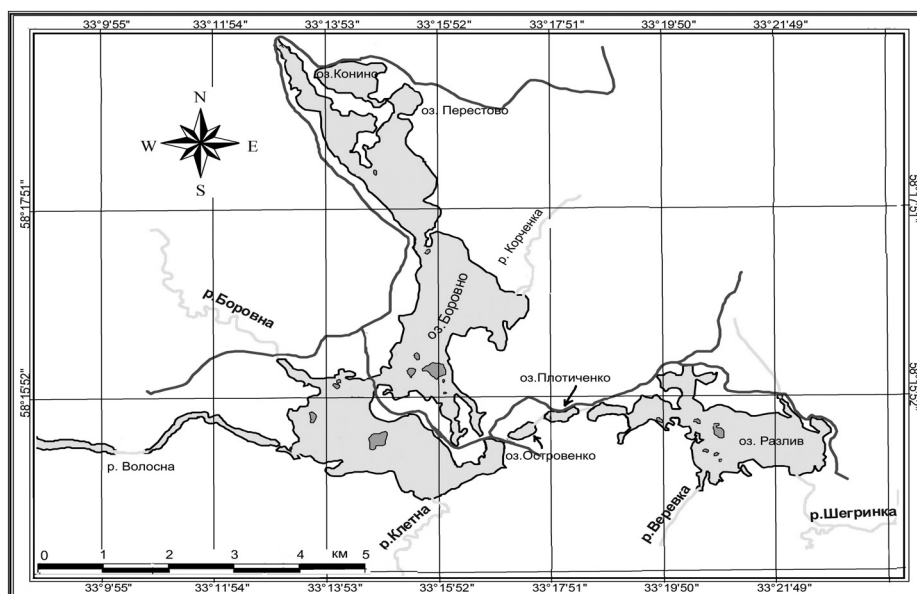 33°9'55" 33°11'54" 33°13'53" 33°15'52" 33°17'51" 33°19'50" 33°21'49"
оз.Конино
оз. Перестово
N
W E
S
58°17'51" 58°17'51"
р. Корченка
р.Боровна
оз.Боровно
58°15'52" 58°15'52"
оз.Плотиченко
оз. Разлив
оз.Островенко
р. Волосна
р.Клетна
р.Веревка
р.Шегринка
0 1 2 3 4 км 5
33°9'55" 33°11'54" 33°13'53" 33°15'52" 33°17'51" 33°19'50" 33°21'49"